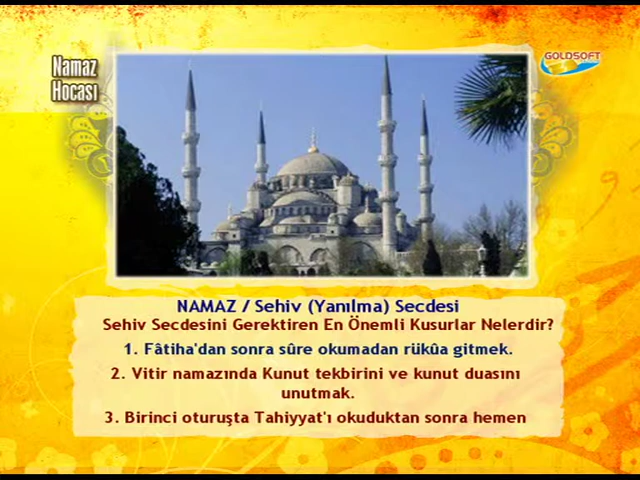 Namaz
Hocası
GOLDSOFT
NAMAZ / Sehiv (Yanılma) Secdesi
Sehiv Secdesini Gerektiren En Önemli Kusurlar Nelerdir?
1. Fâtiha'dan sonra sûre okumadan rükûa gitmek.
2. Vitir namazında Kunut tekbirini ve kunut duasını
unutmak.
3. Birinci oturuşta Tahiyyat'ı okuduktan sonra hemen